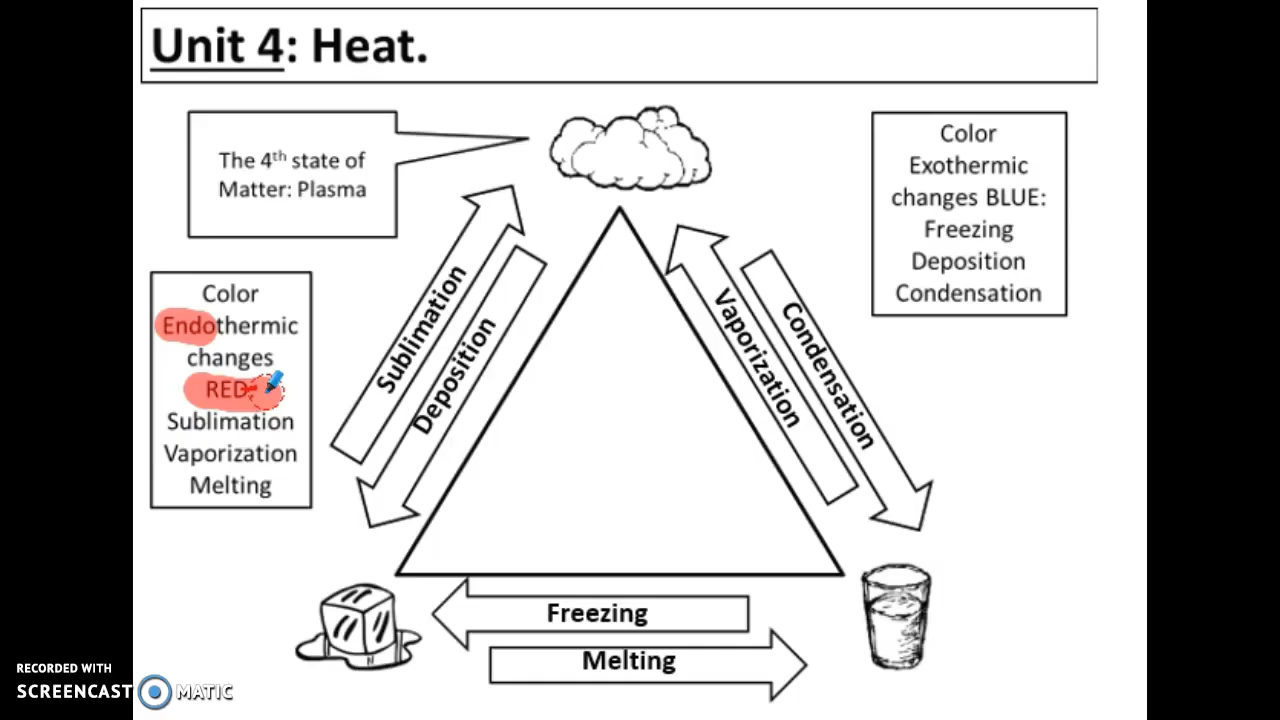 Unit 4: Heat.
The 4th state of
Matter: Plasma
Color
Exothermic
changes BLUE:
Freezing
Deposition
Condensation
Color
Endothermic
changes
RED:
Sublimation
Vaporization
Melting
Sublimation
Deposition
Vaporization
Condensation
Freezing
Melting
RECORDED WITH
SCREENCAST MATIC